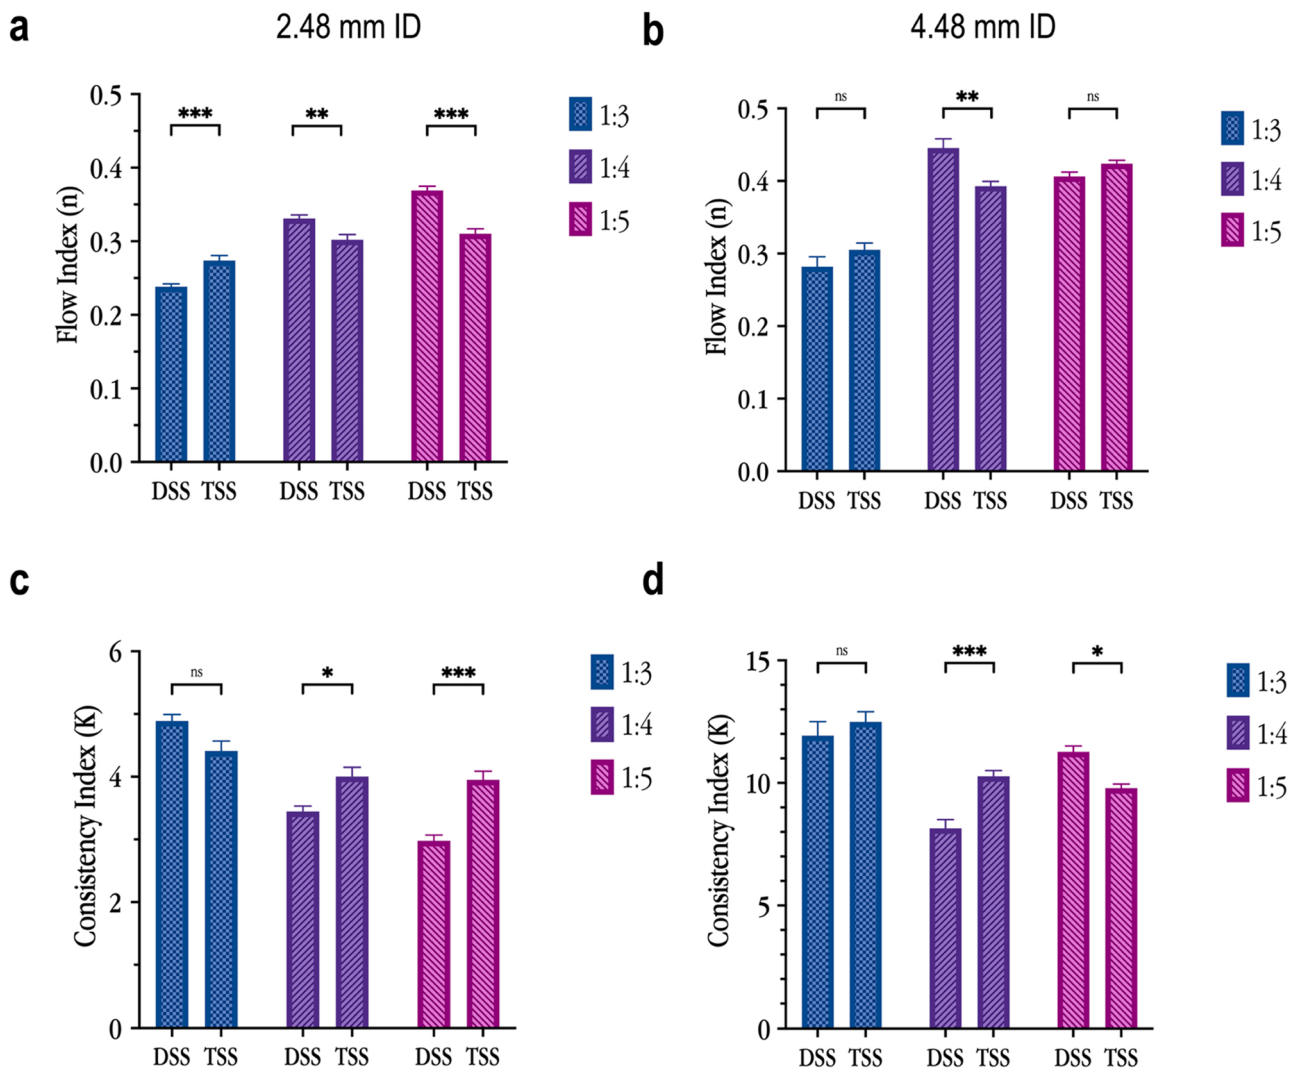 a
2.48 mm ID
b
4.48 mm ID
Flow Index (n)
0.5
0.4
0.3
0.2
0.1
0.0
***
**
***
DSS TSS DSS TSS DSS TSS
1:3
1:4
1:5
Flow Index (n)
0.5
0.4
0.3
0.2
0.1
0.0
ns
**
ns
DSS TSS DSS TSS DSS TSS
1:3
1:4
1:5
c
d
Consistency Index (K)
6
4
2
0
ns
*
***
DSS TSS DSS TSS DSS TSS
1:3
1:4
1:5
Consistency Index (K)
15
10
5
0
ns
***
*
DSS TSS DSS TSS DSS TSS
1:3
1:4
1:5